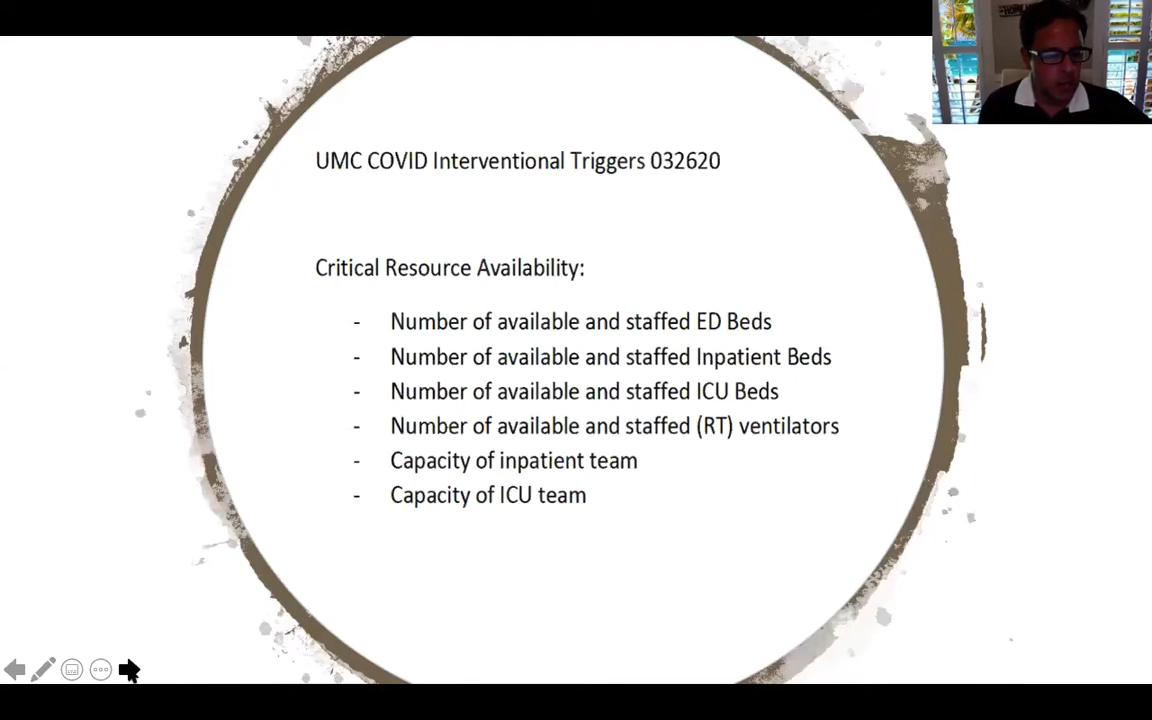 UMC COVID Interventional Triggers 032620
Critical Resource Availability:
- Number of available and staffed ED Beds
- Number of available and staffed Inpatient Beds
- Number of available and staffed ICU Beds
- Number of available and staffed (RT) ventilators
- Capacity of inpatient team
- Capacity of ICU team